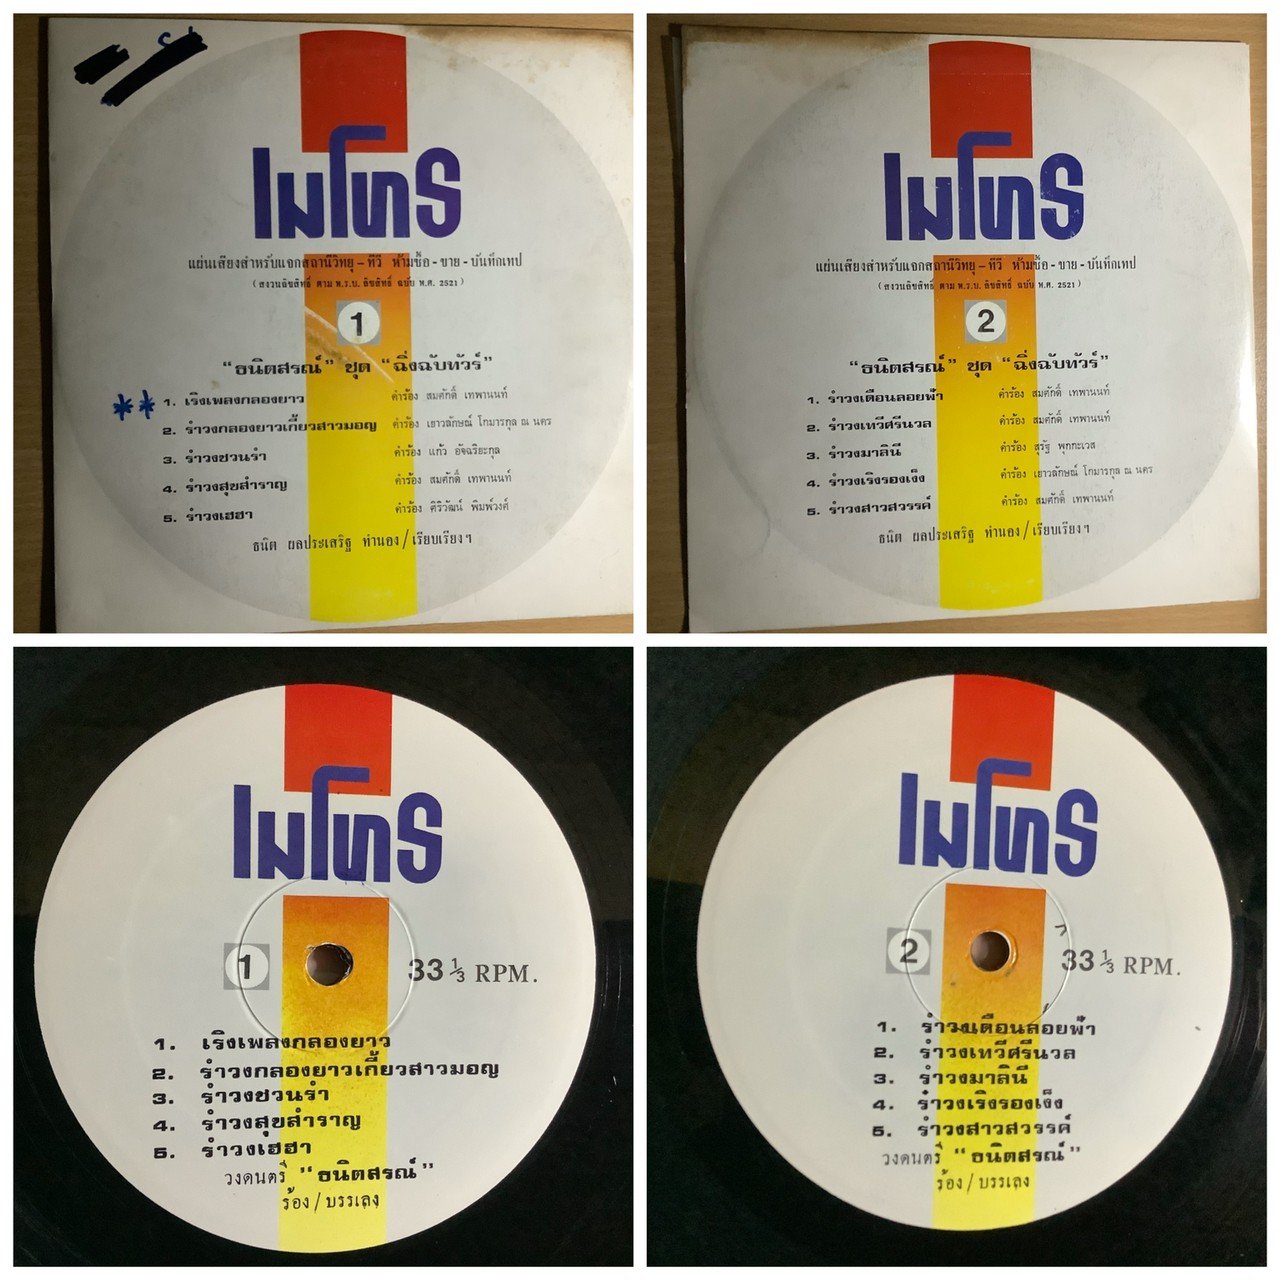 เมโทร
แผ่นเสียงสำหรับแจกสถานีวิทยุ - ทีวี ห้ามซื้อ - ขาย - บันทึกเทป
( สงวนลิขสิทธิ์ ตาม พ.ร.บ. ลิขสิทธิ์ ฉบับ พ.ศ. 2521 )
1
“ธนิตสรณ์” ชุด “ฉิ่งฉับทัวร์”
1. เริงเพลงกลองยาว คำร้อง สมศักดิ์ เทพานนท์
2. รำวงกลองยาวเกี้ยวสาวมอญ คำร้อง เยาวลักษณ์ โกมารกุล ณ นคร
3. รำวงชวนรำ คำร้อง แก้ว อัจฉริยะกุล
4. รำวงสุขสำราญ คำร้อง สมศักดิ์ เทพานนท์
5. รำวงเฮฮา คำร้อง ศิริวัฒน์ พิมพ์วงศ์
ธนิต ผลประเสริฐ ทำนอง/เรียบเรียงฯ
เมโทร
แผ่นเสียงสำหรับแจกสถานีวิทยุ - ทีวี ห้ามซื้อ - ขาย - บันทึกเทป
( สงวนลิขสิทธิ์ ตาม พ.ร.บ. ลิขสิทธิ์ ฉบับ พ.ศ. 2521 )
2
“ธนิตสรณ์” ชุด “ฉิ่งฉับทัวร์”
1. รำวงเดือนลอยฟ้า คำร้อง สมศักดิ์ เทพานนท์
2. รำวงเทวีศรีนวล คำร้อง สมศักดิ์ เทพานนท์
3. รำวงมาลินี คำร้อง สุรัฐ พุกกะเวส
4. รำวงเริงรองเง็ง คำร้อง เยาวลักษณ์ โกมารกุล ณ นคร
5. รำวงสาวสวรรค์ คำร้อง สมศักดิ์ เทพานนท์
ธนิต ผลประเสริฐ ทำนอง/เรียบเรียงฯ
เมโทร
1 33 1/3 RPM.
1. เริงเพลงกลองยาว
2. รำวงกลองยาวเกี้ยวสาวมอญ
3. รำวงชวนรำ
4. รำวงสุขสำราญ
5. รำวงเฮฮา
วงดนตรี “ธนิตสรณ์”
ร้อง/บรรเลง
เมโทร
2 33 1/3 RPM.
1. รำวงเดือนลอยฟ้า
2. รำวงเทวีศรีนวล
3. รำวงมาลินี
4. รำวงเริงรองเง็ง
5. รำวงสาวสวรรค์
วงดนตรี “ธนิตสรณ์”
ร้อง/บรรเลง